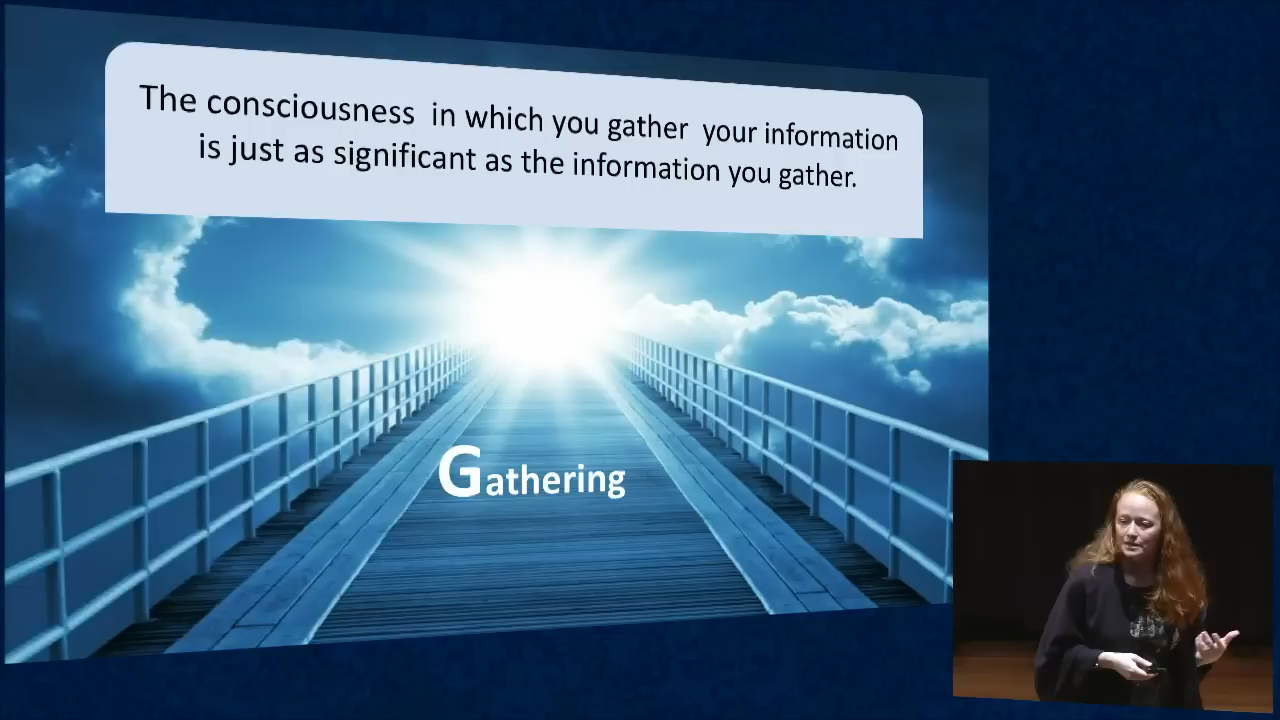 The consciousness in which you gather your information
is just as significant as the information you gather.
Gathering